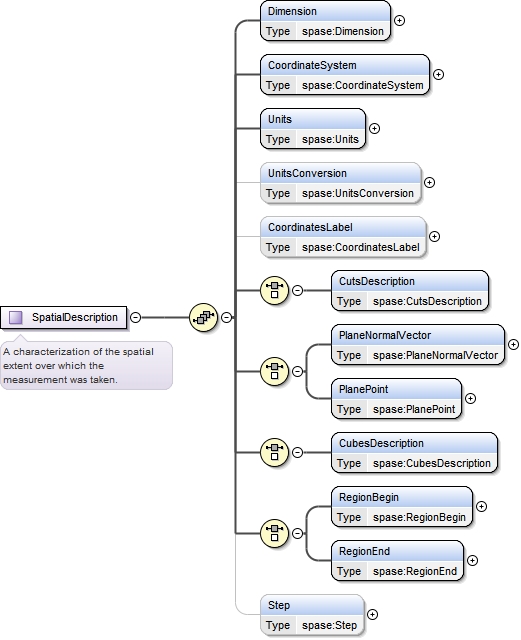 Dimension
Type spase:Dimension
CoordinateSystem
Type spase:CoordinateSystem
Units
Type spase:Units
UnitsConversion
Type spase:UnitsConversion
CoordinatesLabel
Type spase:CoordinatesLabel
CutsDescription
Type spase:CutsDescription
SpatialDescription
A characterization of the spatial
extent over which the
measurement was taken.
PlaneNormalVector
Type spase:PlaneNormalVector
PlanePoint
Type spase:PlanePoint
CubesDescription
Type spase:CubesDescription
RegionBegin
Type spase:RegionBegin
RegionEnd
Type spase:RegionEnd
Step
Type spase:Step